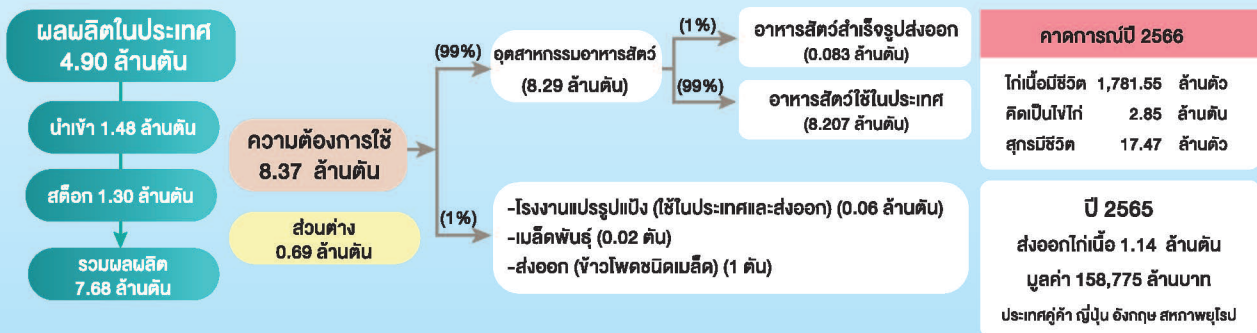 ผลผลิตในประเทศ
4.90 ล้านตัน
นำเข้า 1.48 ล้านตัน
สต็อก 1.30 ล้านตัน
รวมผลผลิต
7.68 ล้านตัน
ความต้องการใช้
8.37 ล้านตัน
ส่วนต่าง
0.69 ล้านตัน
(99%)
อุตสาหกรรมอาหารสัตว์
(8.29 ล้านตัน)
(1%)
อาหารสัตว์สำเร็จรูปส่งออก
(0.083 ล้านตัน)
(99%)
อาหารสัตว์ใช้ในประเทศ
(8.207 ล้านตัน)
(1%)
-โรงงานแปรรูปแป้ง (ใช้ในประเทศและส่งออก) (0.06 ล้านตัน)
-เมล็ดพันธุ์ (0.02 ตัน)
-ส่งออก (ข้าวโพดชนิดเมล็ด) (1 ตัน)
คาดการณ์ปี 2566
ไก่เนื้อมีชีวิต 1,781.55 ล้านตัว
คิดเป็นไข่ไก่ 2.85 ล้านตัน
สุกรมีชีวิต 17.47 ล้านตัว
ปี 2565
ส่งออกไก่เนื้อ 1.14 ล้านตัน
มูลค่า 158,775 ล้านบาท
ประเทศคู่ค้า ญี่ปุ่น อังกฤษ สหภาพยุโรป